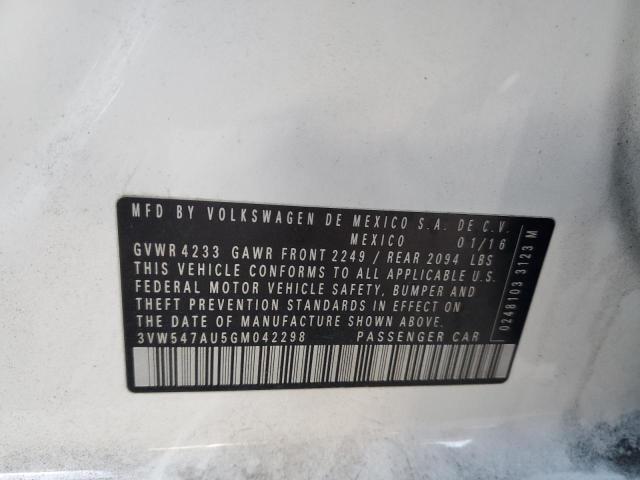 MFD BY VOLKSWAGEN DE MEXICO S.A. DE C.V.
MEXICO 01/16
GVWR 4233 GAWR FRONT 2249 / REAR 2094 LBS
THIS VEHICLE CONFORMS TO ALL APPLICABLE U.S.
FEDERAL MOTOR VEHICLE SAFETY, BUMPER AND
THEFT PREVENTION STANDARDS IN EFFECT ON
THE DATE OF MANUFACTURE SHOWN ABOVE
3VW547AU5GM042298 PASSENGER CAR
0248103 3123 M